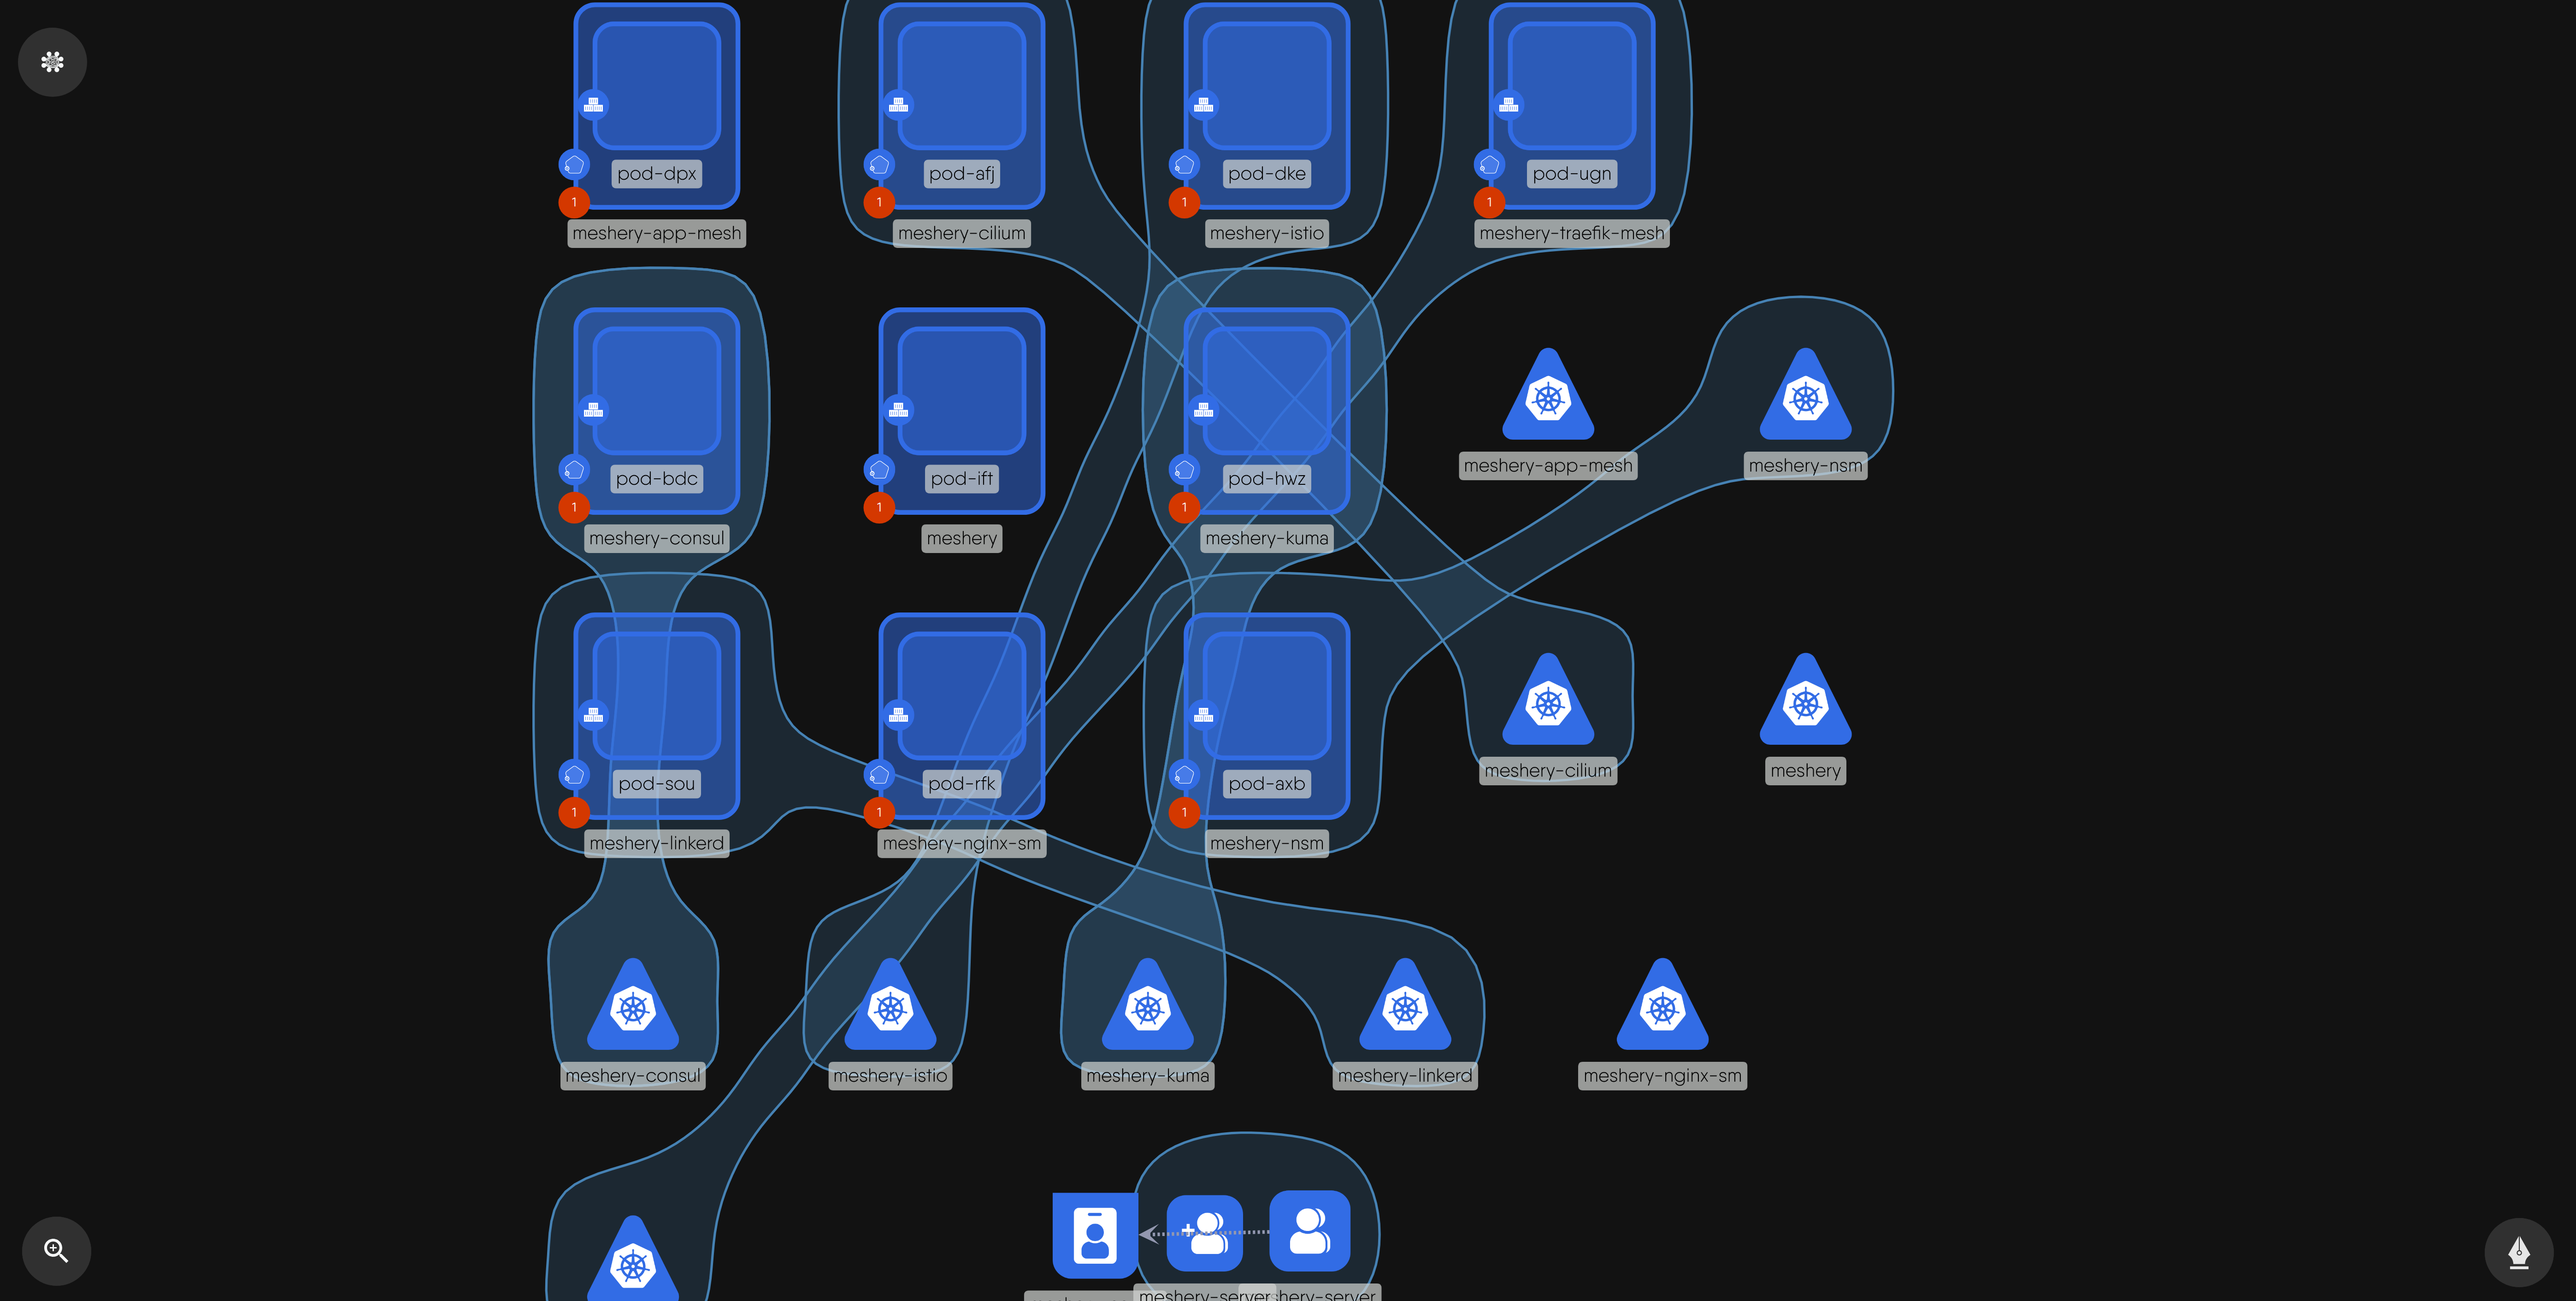 pod-dpx
pod-afj
pod-dke
pod-ugn
1
1
1
1
meshery-app-mesh
meshery-cilium
meshery-istio
meshery-traefik-mesh
pod-bdc
pod-ift
pod-hwz
meshery-app-mesh
meshery-nsm
1
1
1
meshery-consul
meshery
meshery-kuma
pod-sou
pod-rfk
pod-axb
meshery-cilium
meshery
1
1
1
meshery-linkerd
meshery-nginx-sm
meshery-nsm
meshery-consul
meshery-istio
meshery-kuma
meshery-linkerd
meshery-nginx-sm
meshery-server